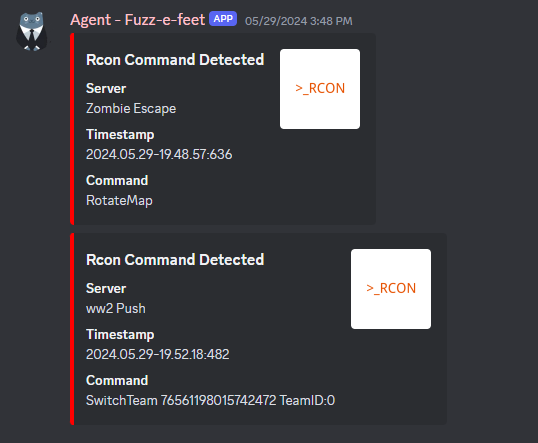 Agent - Fuzz-e-feet APP 05/29/2024 3:48 PM
Rcon Command Detected
>_RCON
Server
Zombie Escape
Timestamp
2024.05.29-19.48.57:636
Command
RotateMap
Rcon Command Detected
>_RCON
Server
ww2 Push
Timestamp
2024.05.29-19.52.18:482
Command
SwitchTeam 76561198015742472 TeamID:0